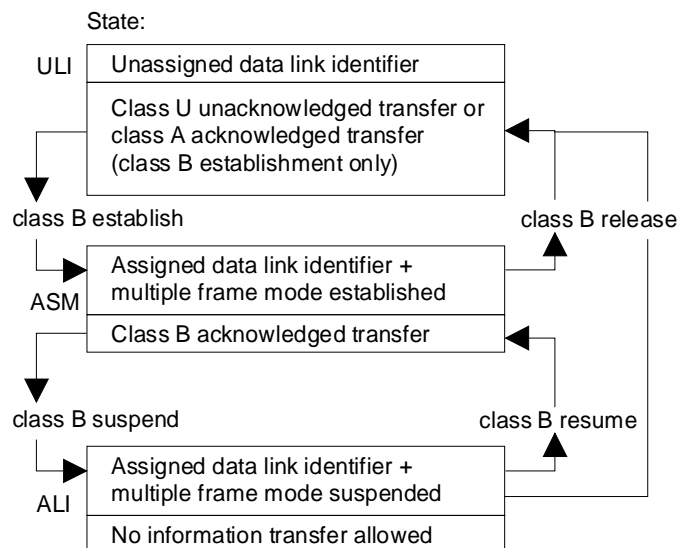 State:
ULI
Unassigned data link identifier
Class U unacknowledged transfer or
class A acknowledged transfer
(class B establishment only)
class B establish
class B release
Assigned data link identifier +
multiple frame mode established
ASM
Class B acknowledged transfer
class B suspend
class B resume
Assigned data link identifier +
multiple frame mode suspended
ALI
No information transfer allowed